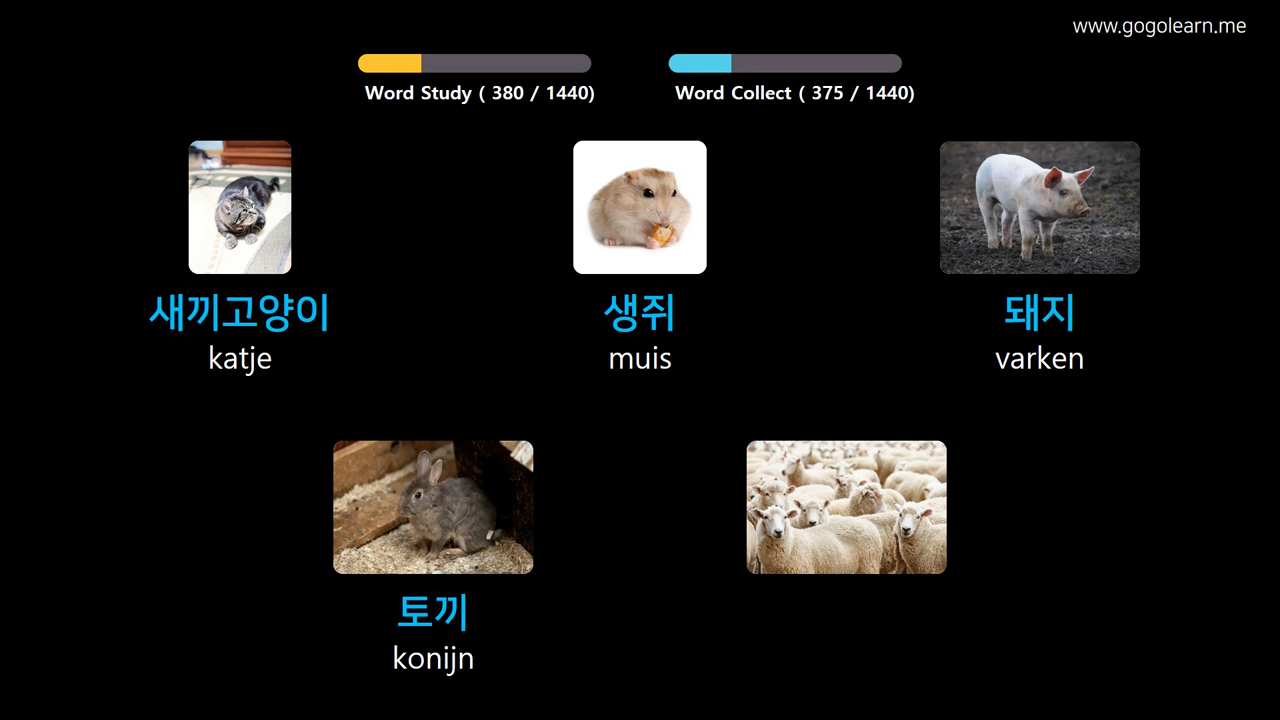 www.gogolearn.me
Word Study ( 380 / 1440)
Word Collect ( 375 / 1440)
새끼고양이
katje
생쥐
muis
돼지
varken
토끼
konijn